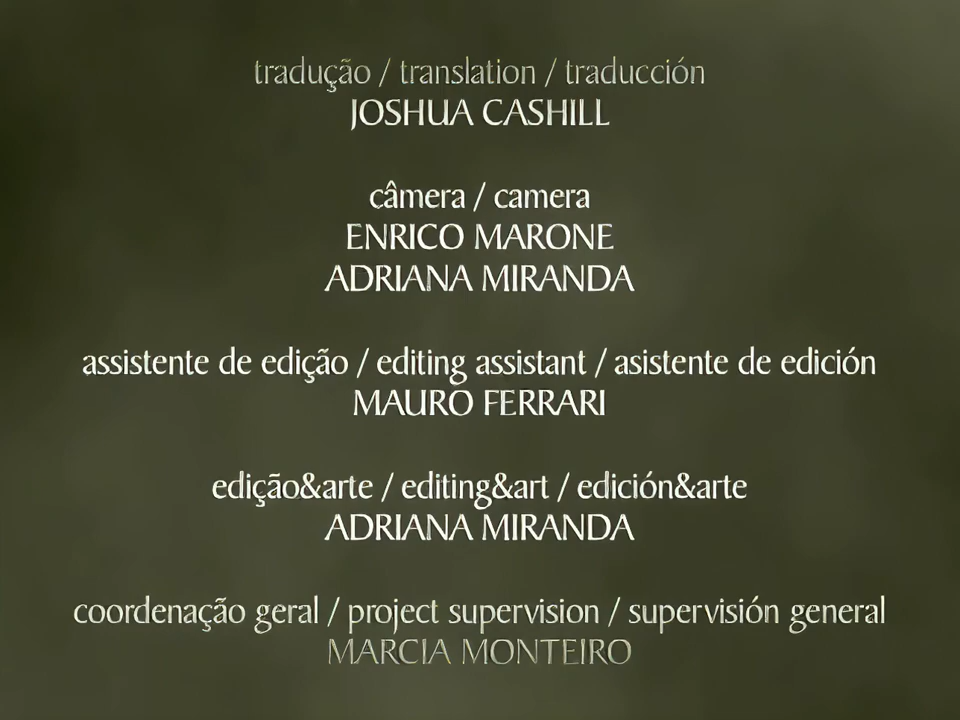 tradução / translation / traducción
JOSHUA CASHILL
câmera / camera
ENRICO MARONE
ADRIANA MIRANDA
assistente de edição / editing assistant / asistente de edición
MAURO FERRARI
edição&arte / editing&art / edición&arte
ADRIANA MIRANDA
coordenação geral / project supervision / supervisión general
MARCIA MONTEIRO